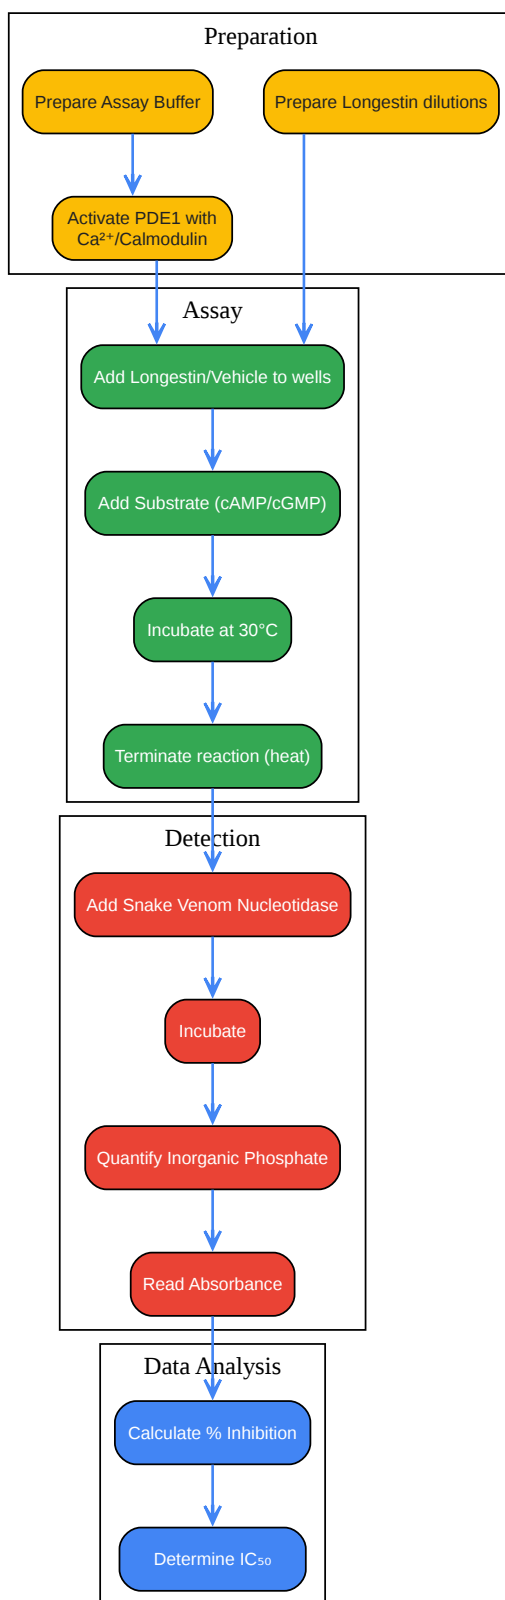 Preparation
Prepare Assay Buffer
Prepare Longestin dilutions
Activate PDE1 with
Ca²⁺/Calmodulin
Assay
Add Longestin/Vehicle to wells
Add Substrate (cAMP/cGMP)
Incubate at 30°C
Terminate reaction (heat)
Detection
Add Snake Venom Nucleotidase
Incubate
Quantify Inorganic Phosphate
Read Absorbance
Data Analysis
Calculate % Inhibition
Determine IC₅₀